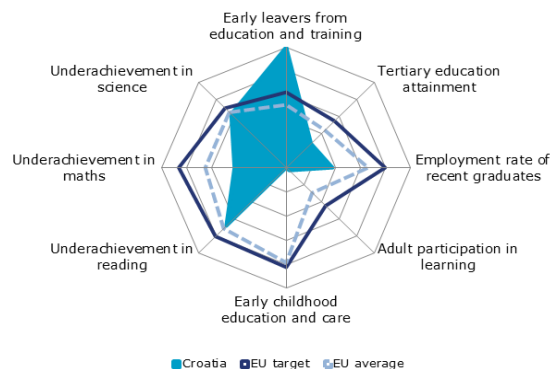 Early leavers from
education and training
Underachievement in
science
Tertiary education
attainment
Underachievement in
maths
Employment rate of
recent graduates
Underachievement
in reading
Adult participation in
learning
Early childhood
education and care
Croatia EU target EU average